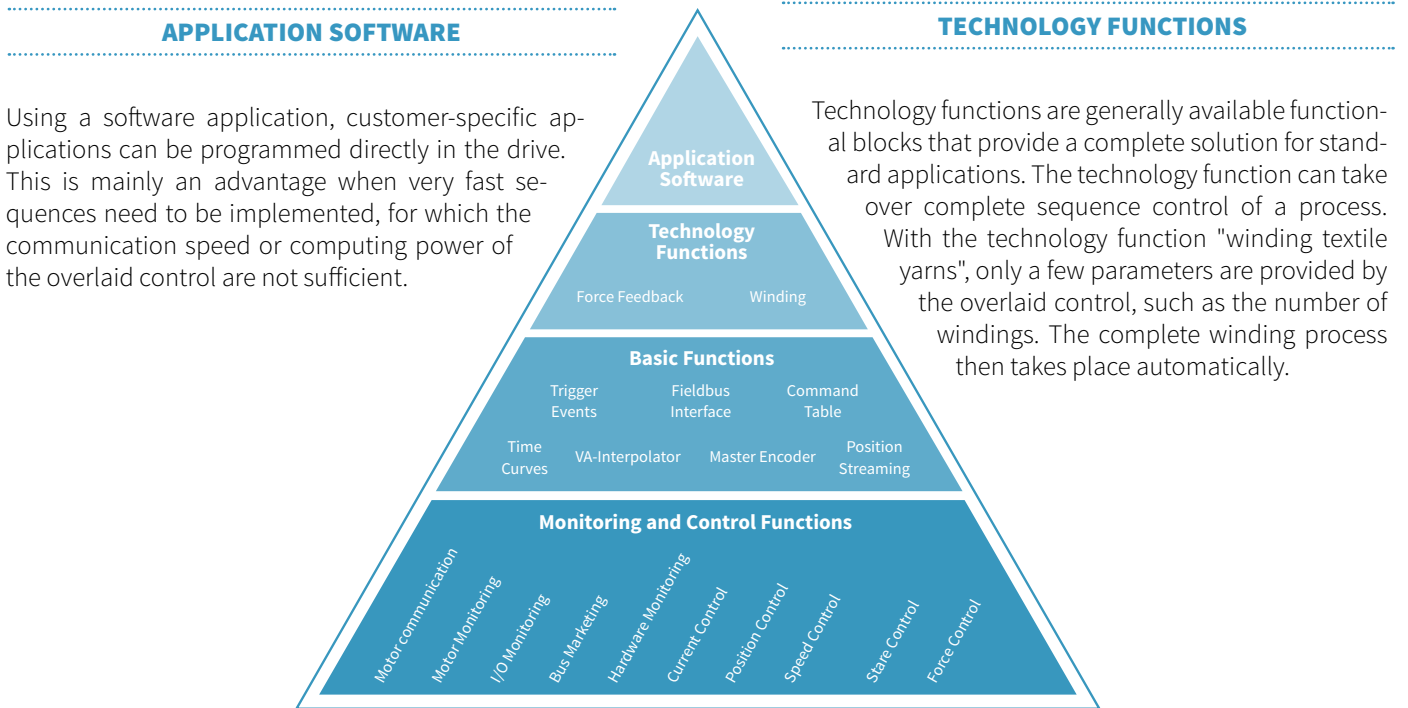 APPLICATION SOFTWARE
Using a software application, customer-specific ap-
plications can be programmed directly in the drive.
This is mainly an advantage when very fast se-
quences need to be implemented, for which the
communication speed or computing power of
the overlaid control are not sufficient.
TECHNOLOGY FUNCTIONS
Technology functions are generally available function-
al blocks that provide a complete solution for stand-
ard applications. The technology function can take
over complete sequence control of a process.
With the technology function "winding textile
yarns", only a few parameters are provided by
the overlaid control, such as the number of
windings. The complete winding process
then takes place automatically.
Application
Software
Technology
Functions
Force Feedback
Winding
Basic Functions
Trigger
Events
Fieldbus
Interface
Command
Table
Time
Curves
VA-Interpolator
Master Encoder
Position
Streaming
Monitoring and Control Functions
Motor communication
Motor Monitoring
I/O Monitoring
Bus Marketing
Hardware Monitoring
Current Control
Position Control
Speed Control
Stare Control
Force Control